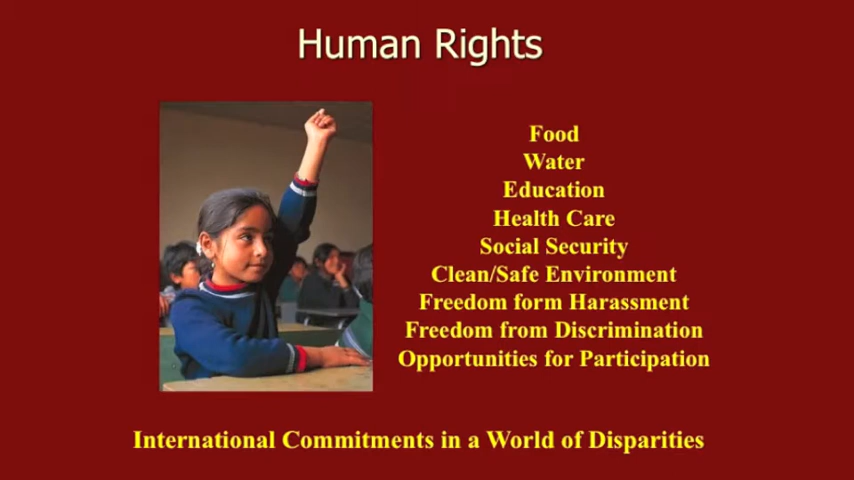 Human Rights
Food
Water
Education
Health Care
Social Security
Clean/Safe Environment
Freedom form Harassment
Freedom from Discrimination
Opportunities for Participation
International Commitments in a World of Disparities